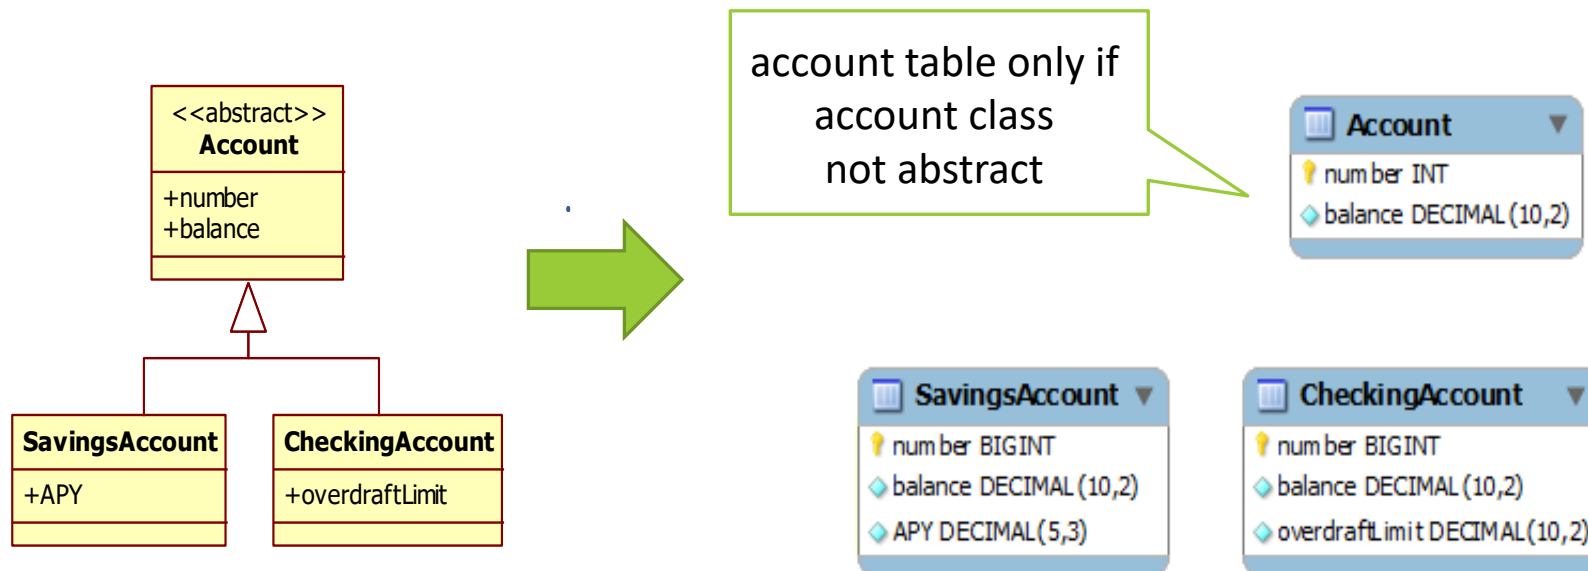 <<abstract>>
Account
+number
+balance
SavingsAccount
+APY
CheckingAccount
+overdraftLimit
account table only if
account class
not abstract
Account
number INT
balance DECIMAL(10,2)
SavingsAccount
number BIGINT
balance DECIMAL(10,2)
APY DECIMAL(5,3)
CheckingAccount
number BIGINT
balance DECIMAL(10,2)
overdraftLimit DECIMAL(10,2)